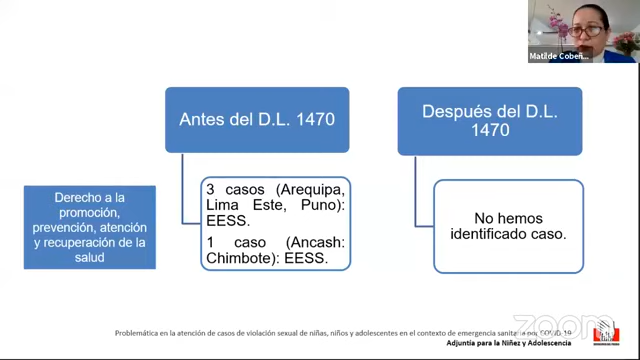 Matilde Cobeñ...
Antes del D.L. 1470
Después del D.L.
1470
Derecho a la
promoción,
prevención, atención
y recuperación de la
salud
3 casos (Arequipa,
Lima Este, Puno):
EESS.
1 caso (Ancash:
Chimbote): EESS.
No hemos
identificado caso.
Problemática en la atención de casos de violación sexual de niñas, niños y adolescentes en el contexto de emergencia sanitaria por COVID-19
Adjuntía para la Niñez y Adolescencia
zoom